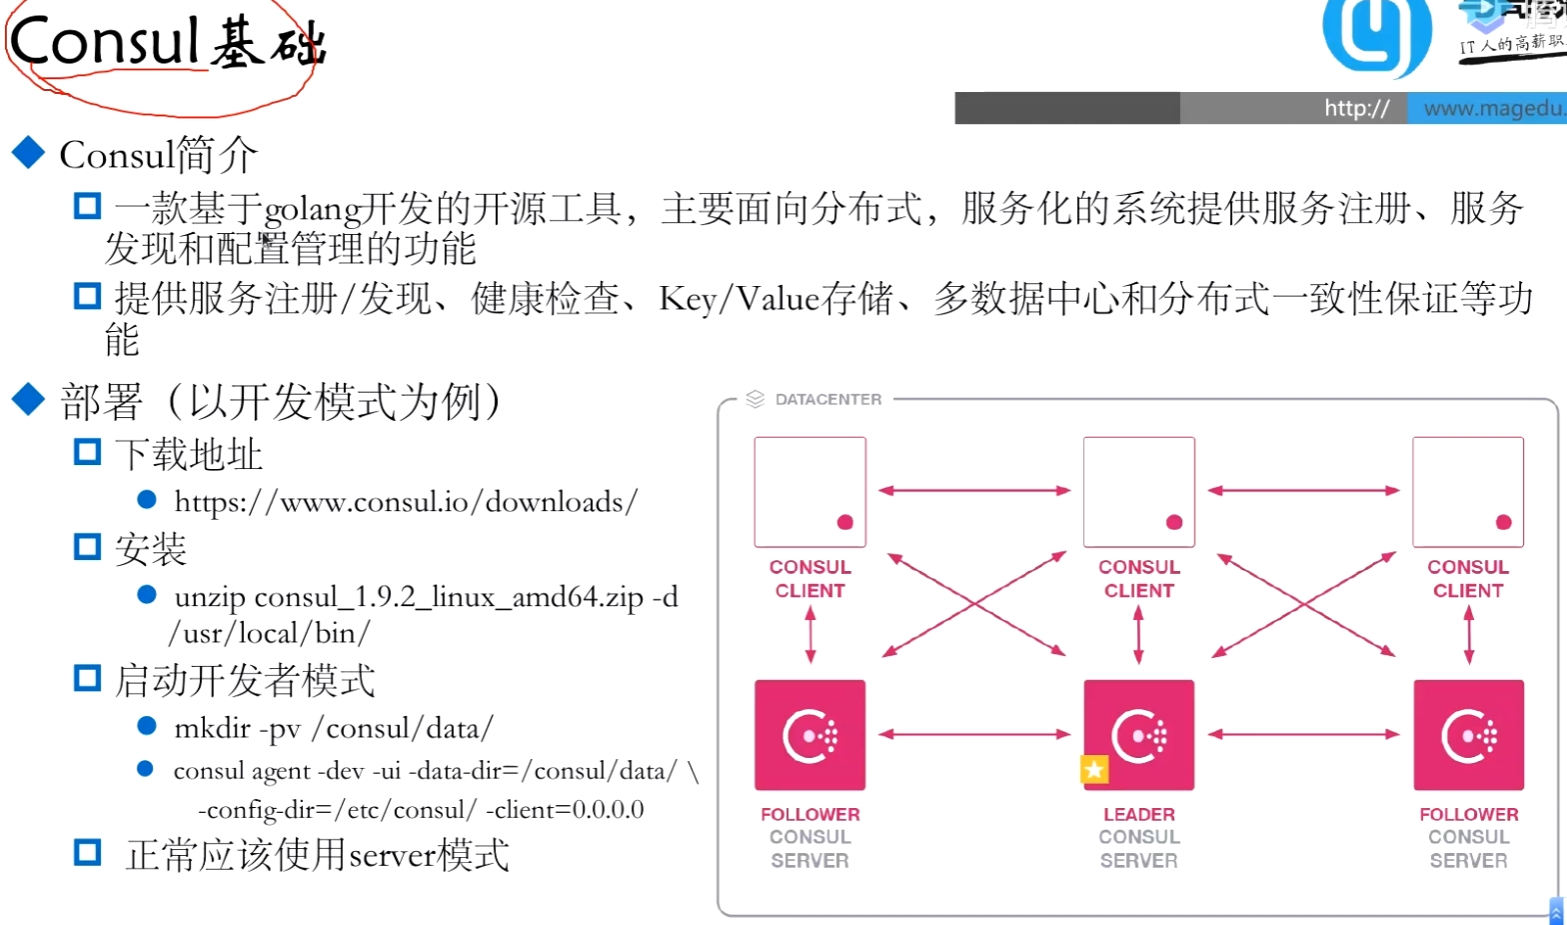 Consul基础
IT人的高薪职
http://
www.magedu.
Consul简介
一款基于golang开发的开源工具，主要面向分布式，服务化的系统提供服务注册、服务
发现和配置管理的功能
提供服务注册/发现、健康检查、Key/Value存储、多数据中心和分布式一致性保证等功
能
部署（以开发模式为例）
下载地址
https://www.consul.io/downloads/
安装
unzip consul_1.9.2_linux_amd64.zip -d
/usr/local/bin/
启动开发者模式
mkdir -pv /consul/data/
consul agent -dev -ui -data-dir=/consul/data/ \
-config-dir=/etc/consul/ -client=0.0.0.0
正常应该使用server模式
DATACENTER
CONSUL
CLIENT
CONSUL
CLIENT
CONSUL
CLIENT
FOLLOWER
CONSUL
SERVER
LEADER
CONSUL
SERVER
FOLLOWER
CONSUL
SERVER